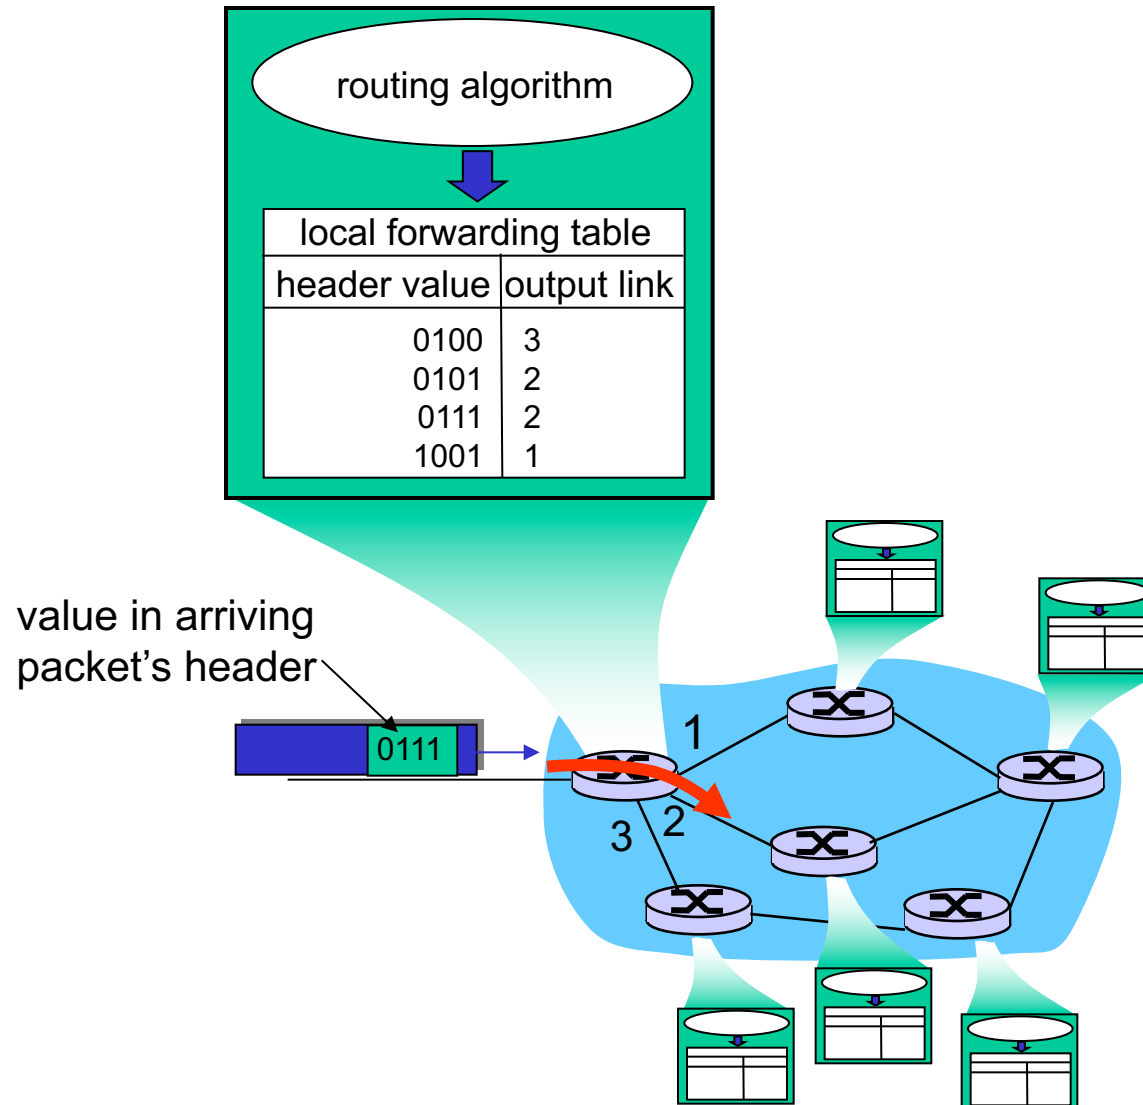 routing algorithm
local forwarding table
header value output link
0100 3
0101 2
0111 2
1001 1
value in arriving
packet's header
0111
1
2
3